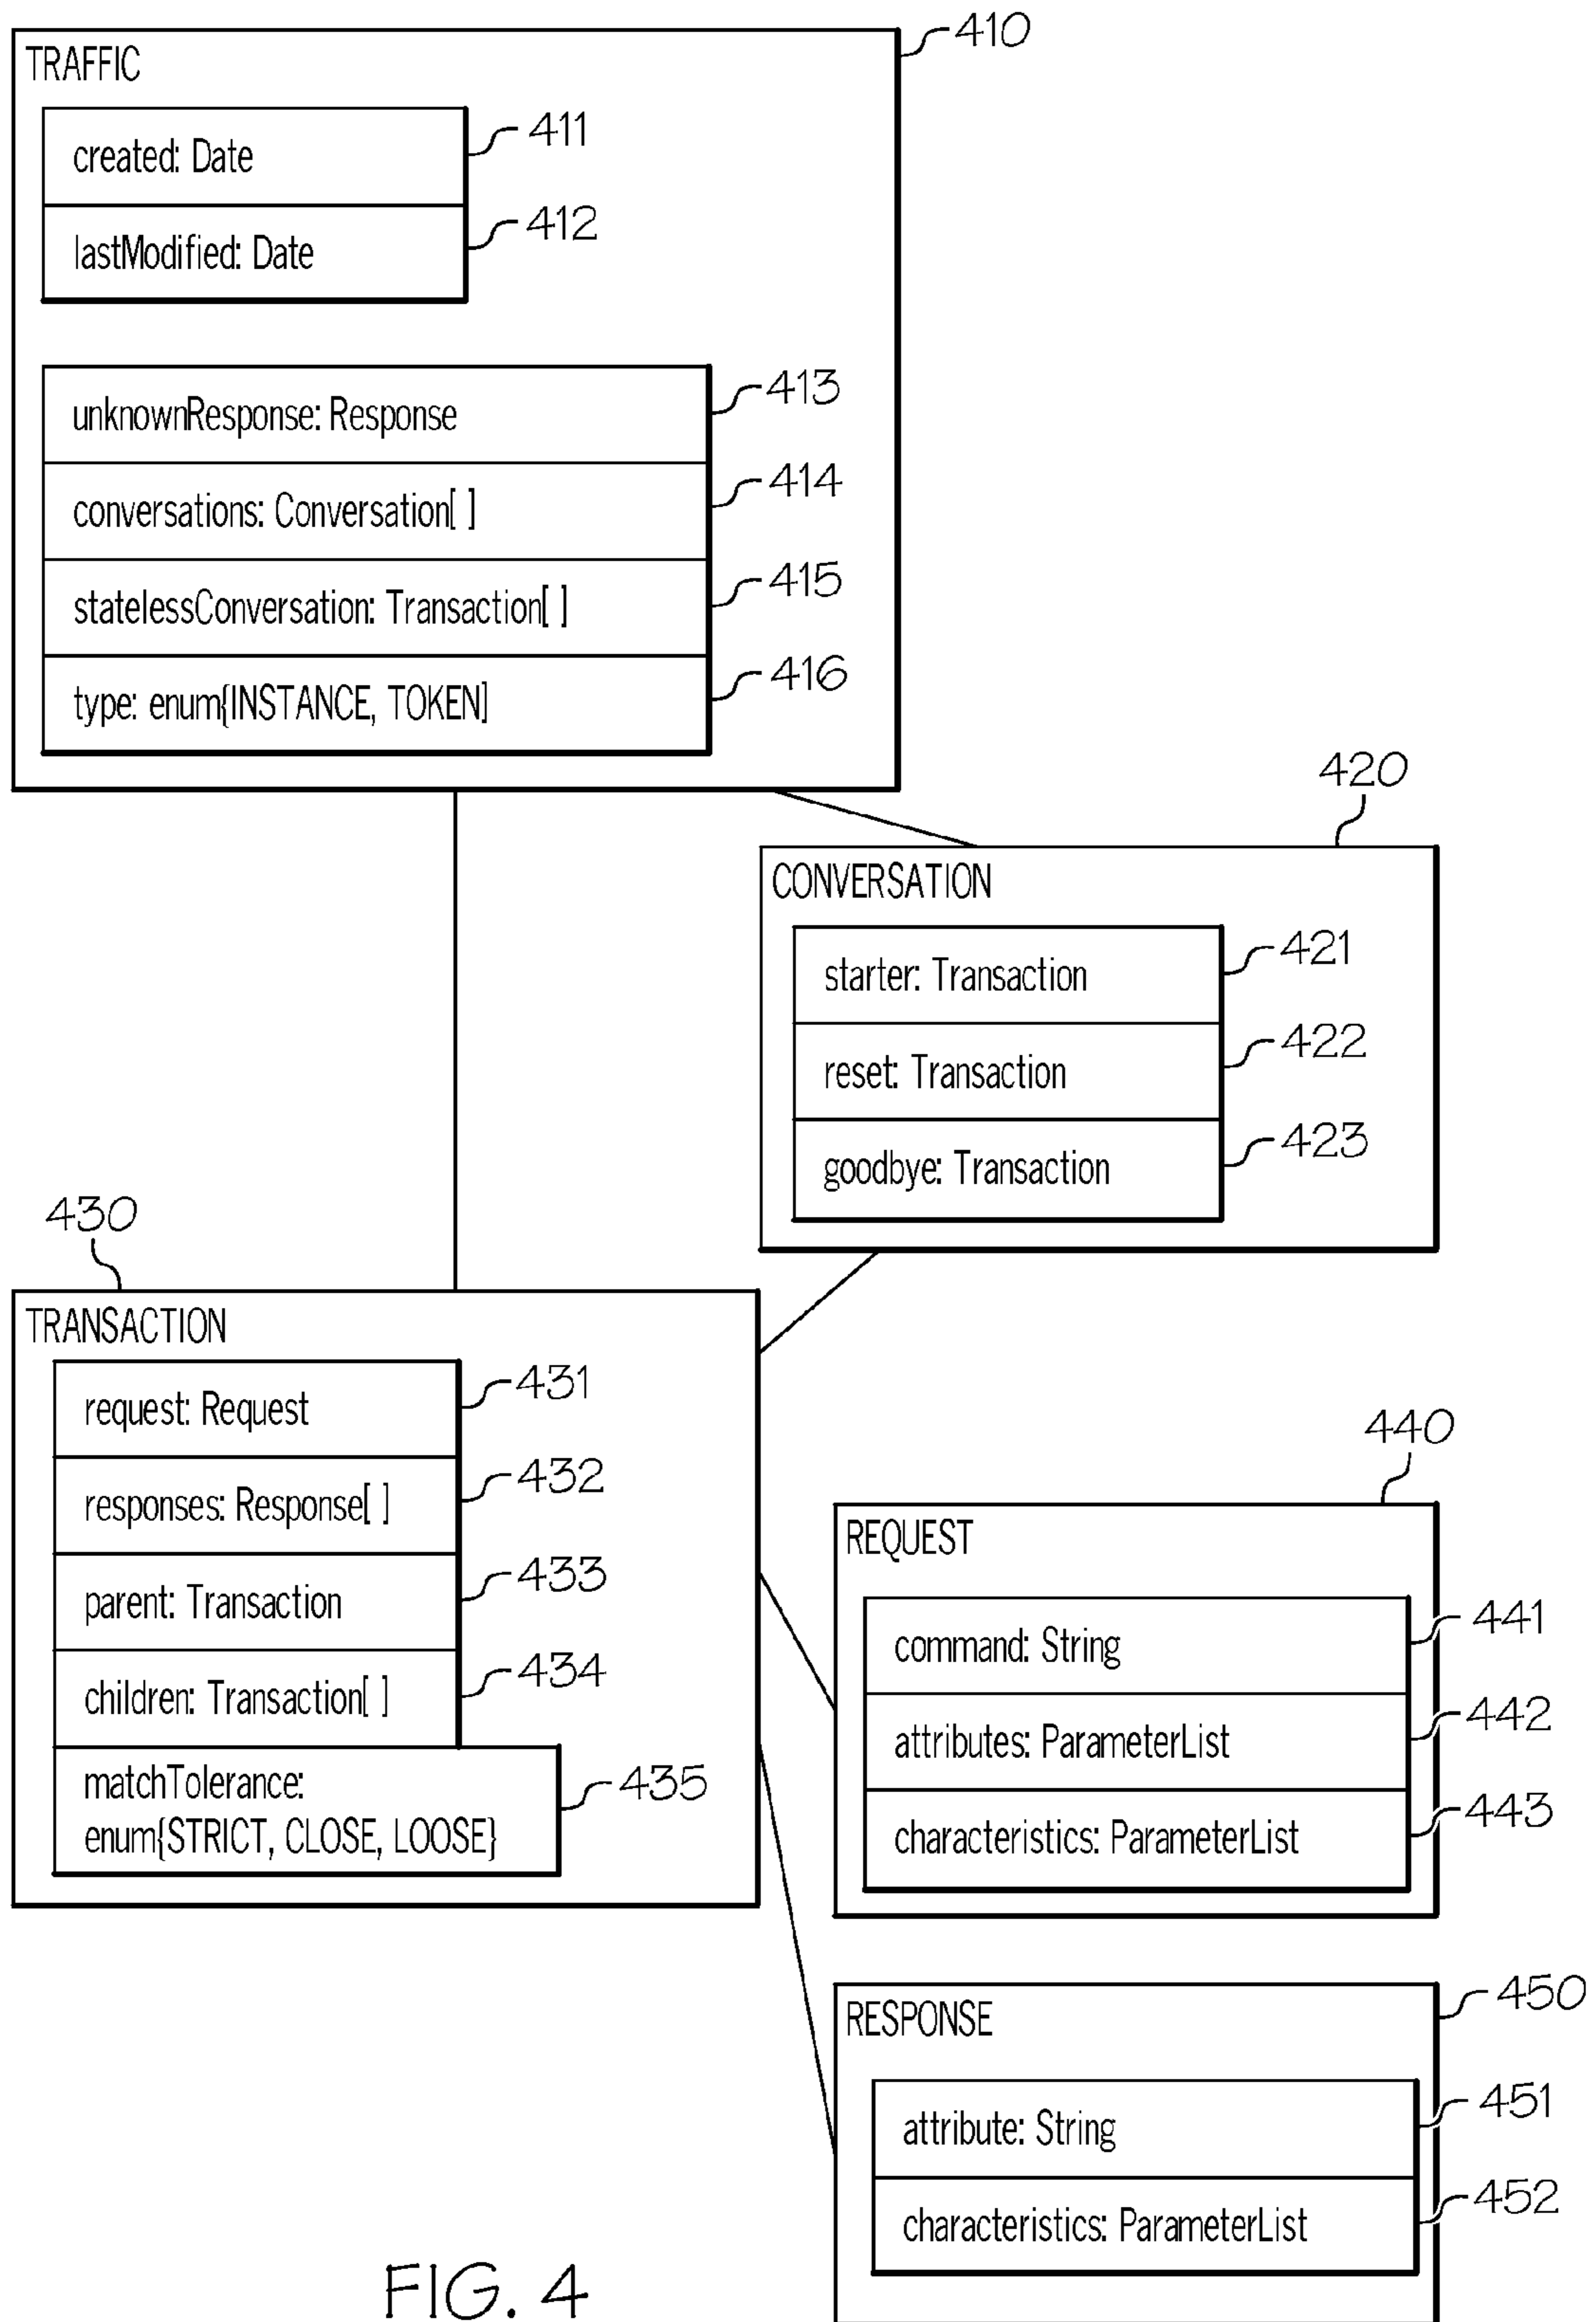 410
TRAFFIC
created: Date
411
lastModified: Date
412
unknownResponse: Response
413
conversations: Conversation[ ]
414
statelessConversation: Transaction[ ]
415
type: enum{INSTANCE, TOKEN]
416
420
CONVERSATION
starter: Transaction
421
reset: Transaction
422
goodbye: Transaction
423
430
TRANSACTION
request: Request
431
responses: Response[ ]
432
parent: Transaction
433
children: Transaction[ ]
434
matchTolerance:
enum{STRICT, CLOSE, LOOSE}
435
440
REQUEST
command: String
441
attributes: ParameterList
442
characteristics: ParameterList
443
450
RESPONSE
attribute: String
451
characteristics: ParameterList
452
FIG. 4